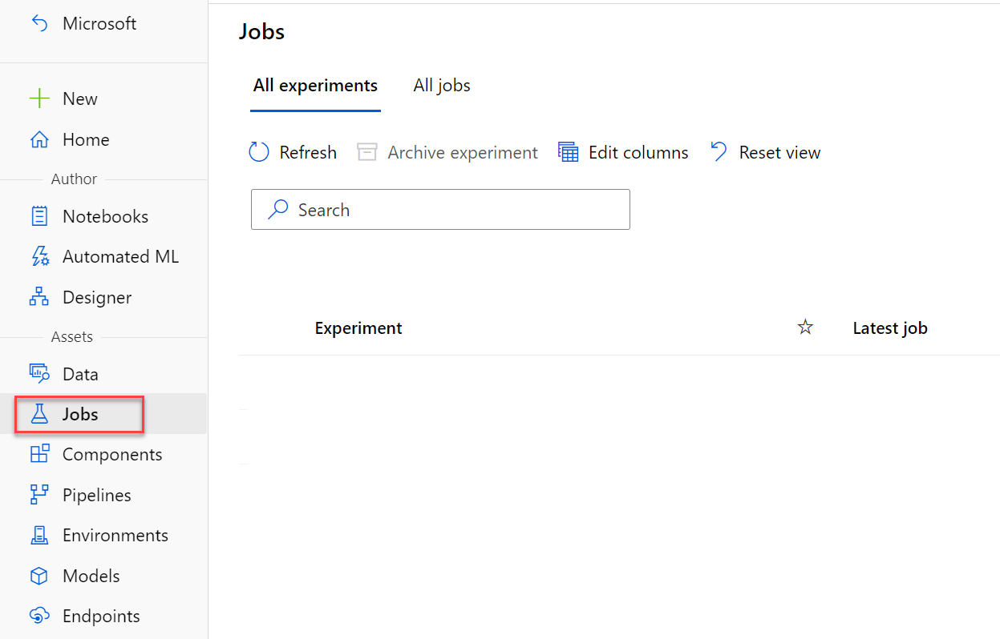 Microsoft
New
Home
Author
Notebooks
Automated ML
Designer
Assets
Data
Jobs
Components
Pipelines
Environments
Models
Endpoints
Jobs
All experiments All jobs
Refresh Archive experiment Edit columns Reset view
Search
Experiment Latest job